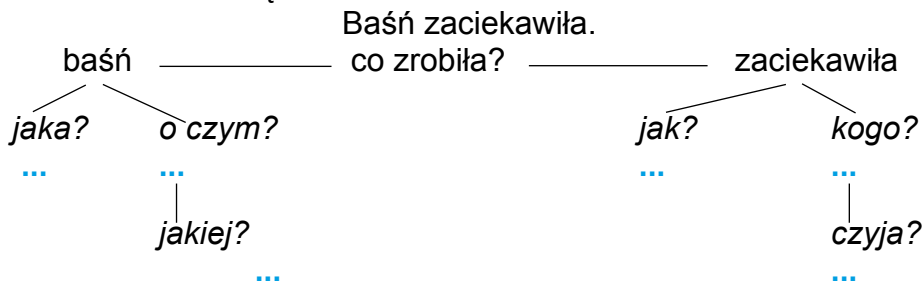 Baśń zaciekawiła.
baśń co zrobiła? zaciekawiła
jaka? o czym? jak? kogo?
... ... ... ...
jakiej? czyja?
... ...